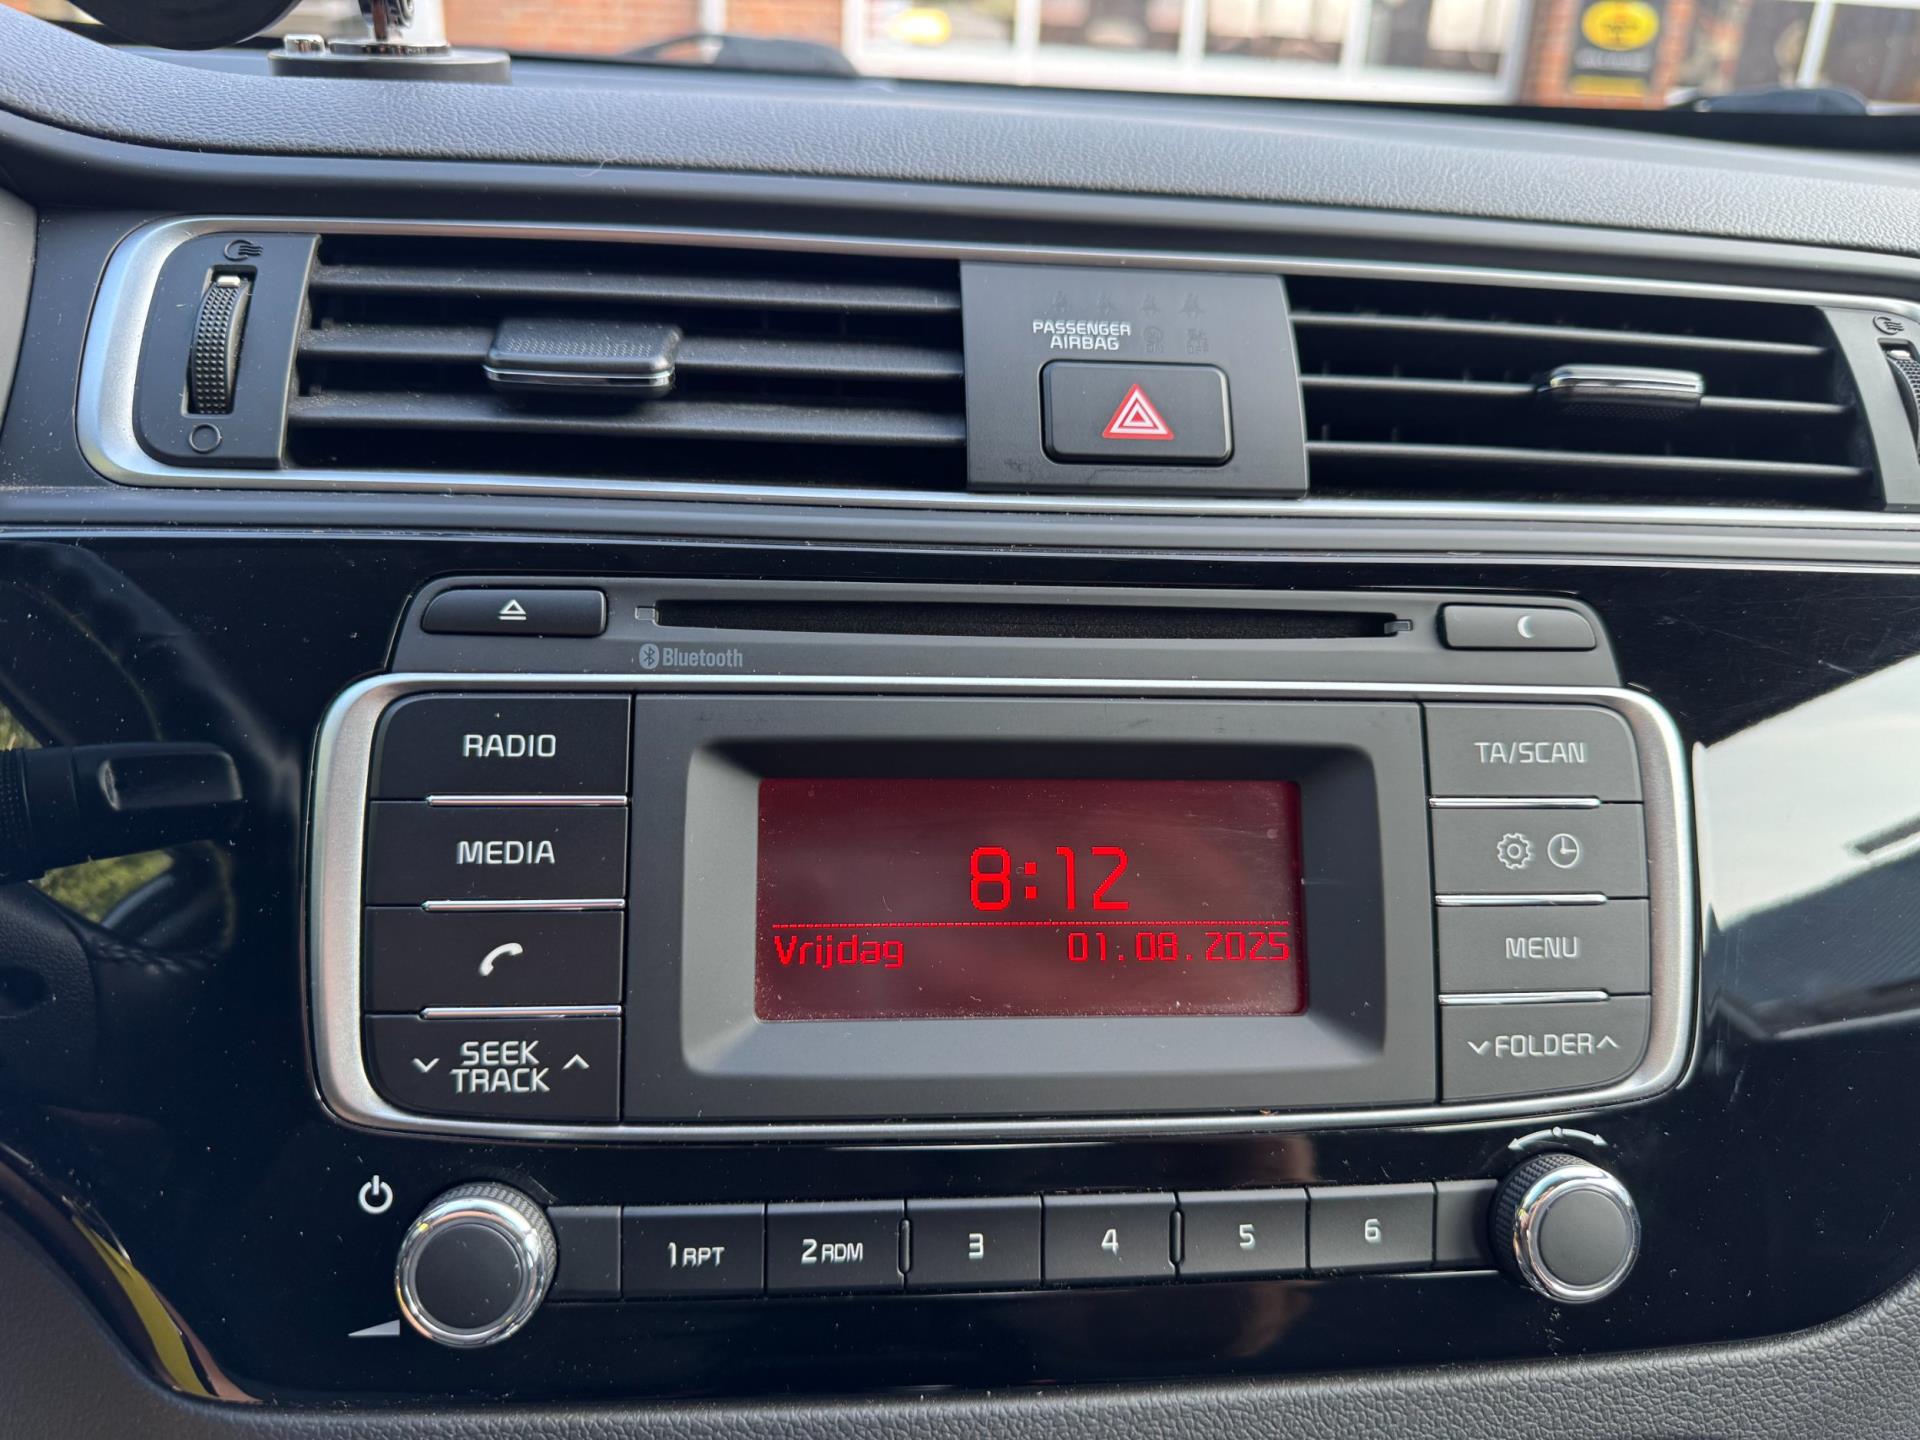 PASSENGER
AIRBAG
Bluetooth
RADIO
TA/SCAN
MEDIA
8:12
Vrijdag 01.08.2025
MENU
SEEK
TRACK
FOLDER
1 RPT
2 RDM
3
4
5
6